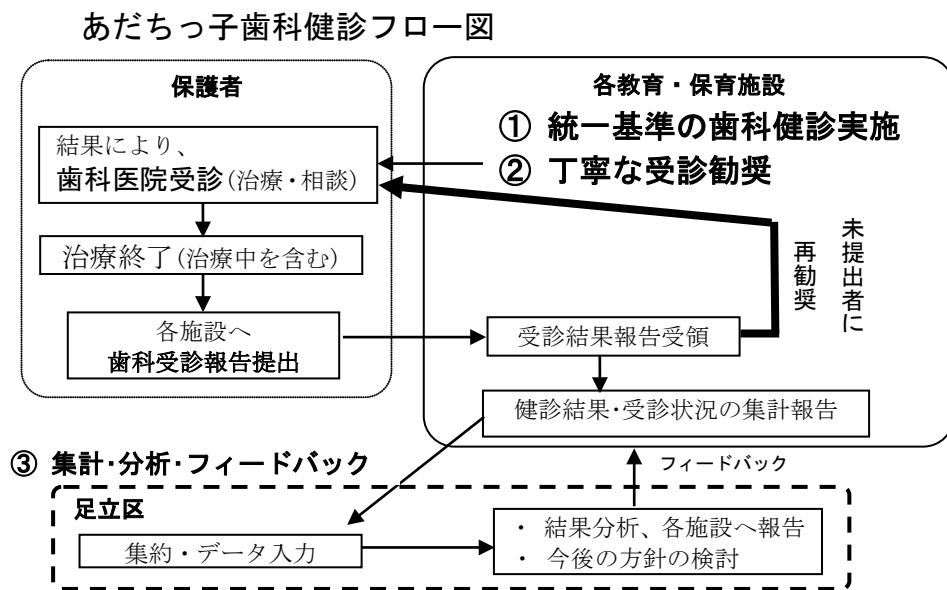 あだちっ子歯科健診フロー図
保護者
結果により、
歯科医院受診(治療・相談)
治療終了(治療中を含む)
各施設へ
歯科受診報告提出
各教育・保育施設
① 統一基準の歯科健診実施
② 丁寧な受診勧奨
未提出者に
再勧奨
受診結果報告受領
健診結果・受診状況の集計報告
③ 集計・分析・フィードバック
フィードバック
足立区
集約・データ入力
・ 結果分析、各施設へ報告
・ 今後の方針の検討